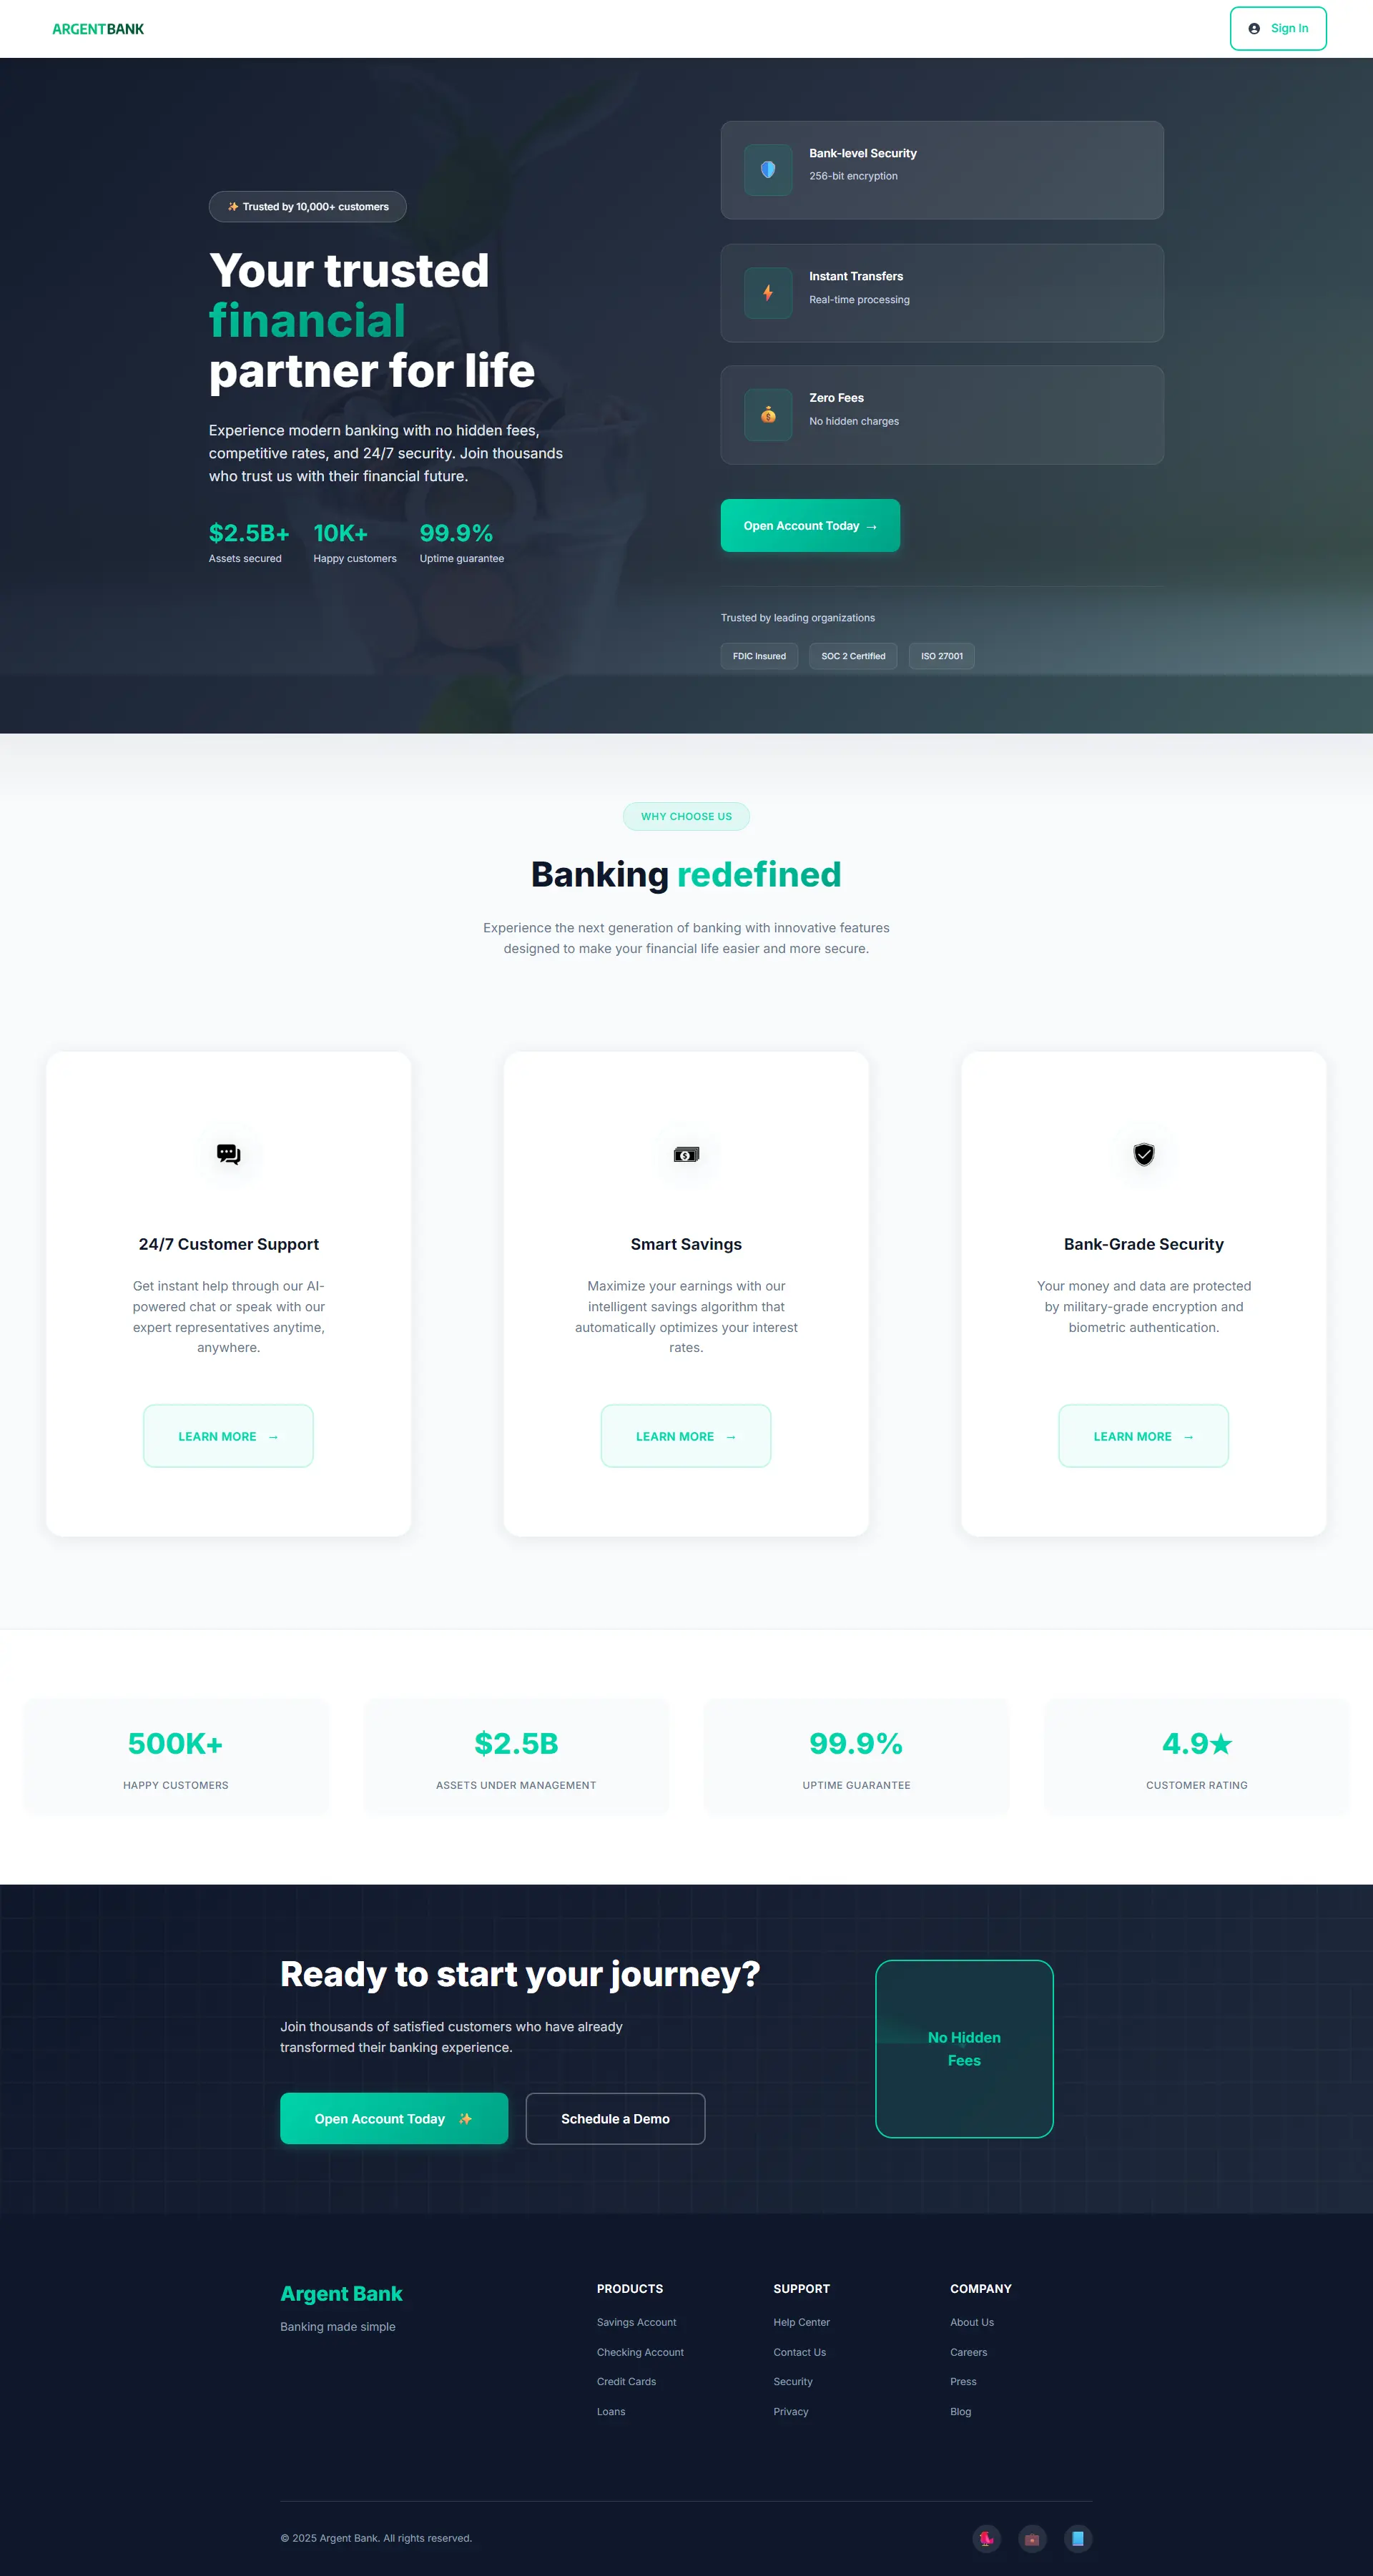 ARGENTBANK
Sign In
✨ Trusted by 10,000+ customers
Your trusted
financial
partner for life
Experience modern banking with no hidden fees,
competitive rates, and 24/7 security. Join thousands
who trust us with their financial future.
$2.5B+
Assets secured
10K+
Happy customers
99.9%
Uptime guarantee
Bank-level Security
256-bit encryption
Instant Transfers
Real-time processing
Zero Fees
No hidden charges
Open Account Today →
Trusted by leading organizations
FDIC Insured
SOC 2 Certified
ISO 27001
WHY CHOOSE US
Banking redefined
Experience the next generation of banking with innovative features
designed to make your financial life easier and more secure.
24/7 Customer Support
Get instant help through our AI-
powered chat or speak with our
expert representatives anytime,
anywhere.
LEARN MORE →
Smart Savings
Maximize your earnings with our
intelligent savings algorithm that
automatically optimizes your interest
rates.
LEARN MORE →
Bank-Grade Security
Your money and data are protected
by military-grade encryption and
biometric authentication.
LEARN MORE →
500K+
HAPPY CUSTOMERS
$2.5B
ASSETS UNDER MANAGEMENT
99.9%
UPTIME GUARANTEE
4.9★
CUSTOMER RATING
Ready to start your journey?
Join thousands of satisfied customers who have already
transformed their banking experience.
Open Account Today ✨
Schedule a Demo
No Hidden
Fees
Argent Bank
Banking made simple
PRODUCTS
Savings Account
Checking Account
Credit Cards
Loans
SUPPORT
Help Center
Contact Us
Security
Privacy
COMPANY
About Us
Careers
Press
Blog
© 2025 Argent Bank. All rights reserved.